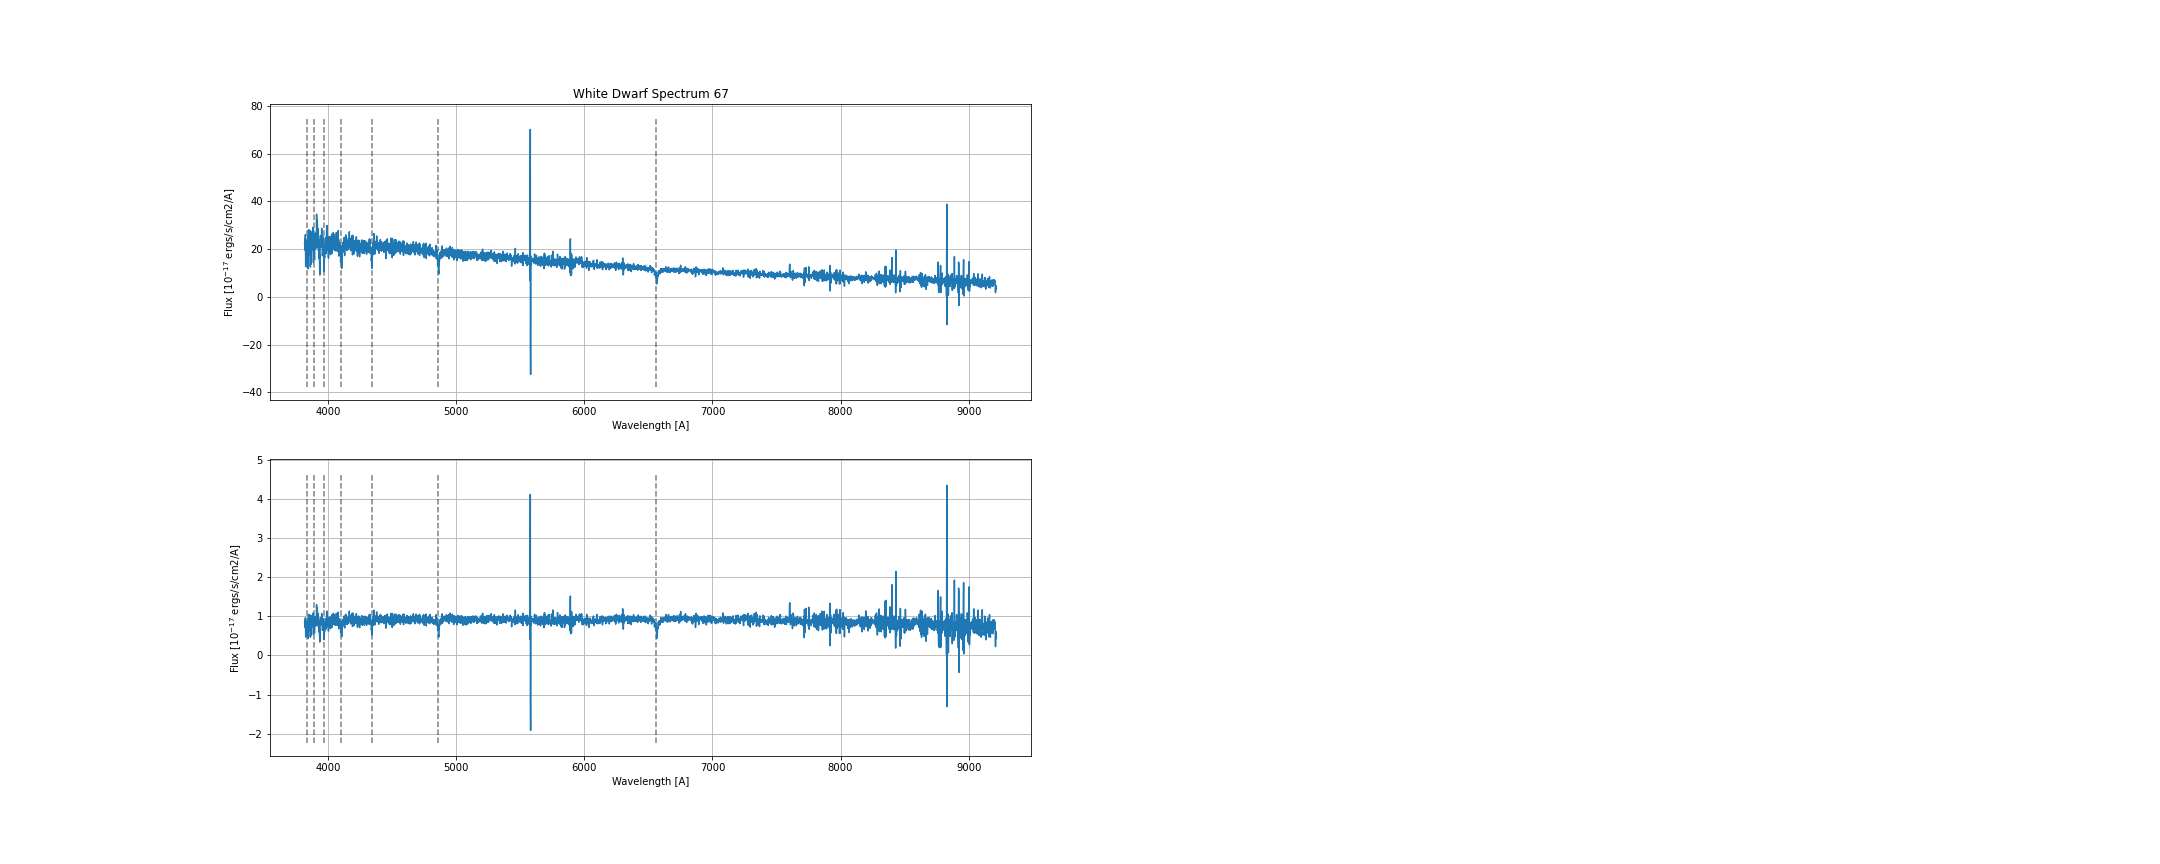 White Dwarf Spectrum 67
80
60
40
20
0
−20
−40
Flux [10⁻¹⁷ ergs/s/cm2/A]
4000 5000 6000 7000 8000 9000
Wavelength [A]
5
4
3
2
1
0
−1
−2
Flux [10⁻¹⁷ ergs/s/cm2/A]
4000 5000 6000 7000 8000 9000
Wavelength [A]